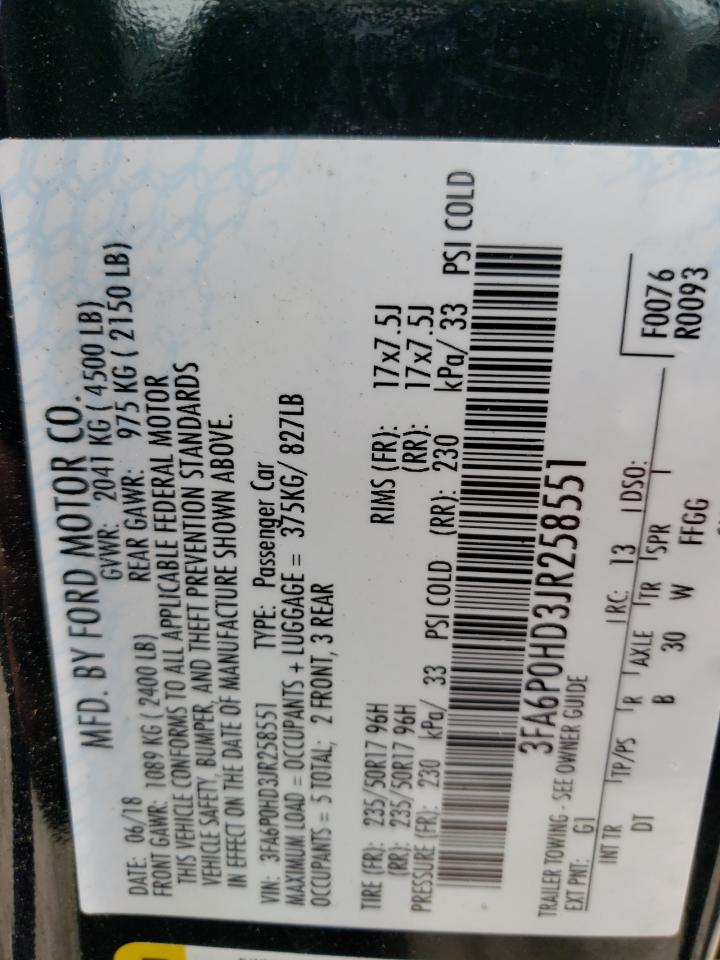 MFD. BY FORD MOTOR CO.
DATE: 06/18 GVWR: 2041 KG ( 4500 LB)
FRONT GAWR: 1089 KG ( 2400 LB) REAR GAWR: 975 KG ( 2150 LB)
THIS VEHICLE CONFORMS TO ALL APPLICABLE FEDERAL MOTOR
VEHICLE SAFETY, BUMPER, AND THEFT PREVENTION STANDARDS
IN EFFECT ON THE DATE OF MANUFACTURE SHOWN ABOVE.
VIN: 3FA6P0HD3JR258551 TYPE: Passenger Car
MAXIMUM LOAD = OCCUPANTS + LUGGAGE = 375KG/ 827LB
OCCUPANTS = 5 TOTAL; 2 FRONT, 3 REAR
TIRE (FR): 235/50R17 96H RIMS (FR): 17x7.5J
(RR): 235/50R17 96H (RR): 17x7.5J
PRESSURE (FR): 230 kPa/ 33 PSI COLD (RR): 230 kPa/ 33 PSI COLD
3FA6P0HD3JR258551
TRAILER TOWING - SEE OWNER GUIDE
EXT PNT: G1 RC: 13 DSO: F0076
R0093
INT TR TP/PS R AXLE TR SPR
DT B 30 W FFGG